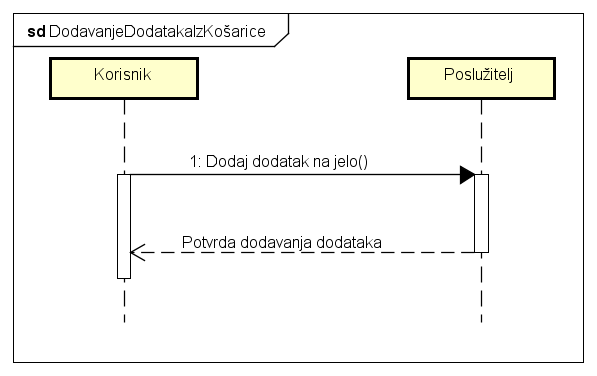 sd DodavanjeDodatakaIzKošarice
Korisnik
Poslužitelj
1: Dodaj dodatak na jelo()
Potvrda dodavanja dodataka